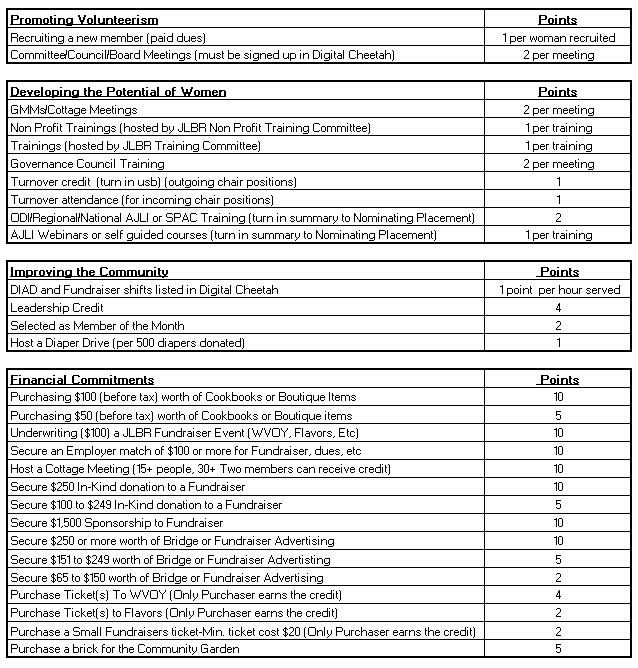 Promoting Volunteerism Points
Recruiting a new member (paid dues) 1 per woman recruited
Committee/Council/Board Meetings (must be signed up in Digital Cheetah) 2 per meeting
Developing the Potential of Women Points
GMMs/Cottage Meetings 2 per meeting
Non Profit Trainings (hosted by JLBR Non Profit Training Committee) 1 per training
Trainings (hosted by JLBR Training Committee) 1 per training
Governance Council Training 2 per meeting
Turnover credit (turn in usb) (outgoing chair positions) 1
Turnover attendance (for incoming chair positions) 1
ODI/Regional/National AJLI or SPAC Training (turn in summary to Nominating Placement) 2
AJLI Webinars or self guided courses (turn in summary to Nominating Placement) 1 per training
Improving the Community Points
DIAD and Fundraiser shifts listed in Digital Cheetah 1 point per hour served
Leadership Credit 4
Selected as Member of the Month 2
Host a Diaper Drive (per 500 diapers donated) 1
Financial Commitments Points
Purchasing $100 (before tax) worth of Cookbooks or Boutique Items 10
Purchasing $50 (before tax) worth of Cookbooks or Boutique items 5
Underwriting ($100) a JLBR Fundraiser Event (WVOY, Flavors, Etc) 10
Secure an Employer match of $100 or more for Fundraiser, dues, etc 10
Host a Cottage Meeting (15+ people, 30+ Two members can receive credit) 10
Secure $250 In-Kind donation to a Fundraiser 10
Secure $100 to $249 In-Kind donation to a Fundraiser 5
Secure $1,500 Sponsorship to Fundraiser 10
Secure $250 or more worth of Bridge or Fundraiser Advertising 10
Secure $151 to $249 worth of Bridge or Fundraiser Advertisting 5
Secure $65 to $150 worth of Bridge or Fundraiser Advertising 2
Purchase Ticket(s) To WVOY (Only Purchaser earns the credit) 4
Purchase Ticket(s) to Flavors (Only Purchaser earns the credit) 2
Purchase a Small Fundraisers ticket-Min. ticket cost $20 (Only Purchaser earns the credit) 2
Purchase a brick for the Community Garden 5